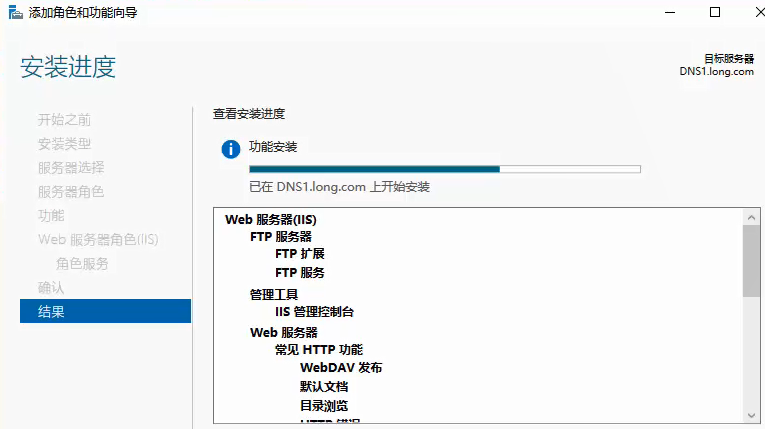 添加角色和功能向导
安装进度
目标服务器
DNS1.long.com
开始之前
安装类型
服务器选择
服务器角色
功能
Web 服务器角色(IIS)
角色服务
确认
结果
查看安装进度
功能安装
已在 DNS1.long.com 上开始安装
Web 服务器(IIS)
FTP 服务器
FTP 扩展
FTP 服务
管理工具
IIS 管理控制台
Web 服务器
常见 HTTP 功能
WebDAV 发布
默认文档
目录浏览
HTTP 错误